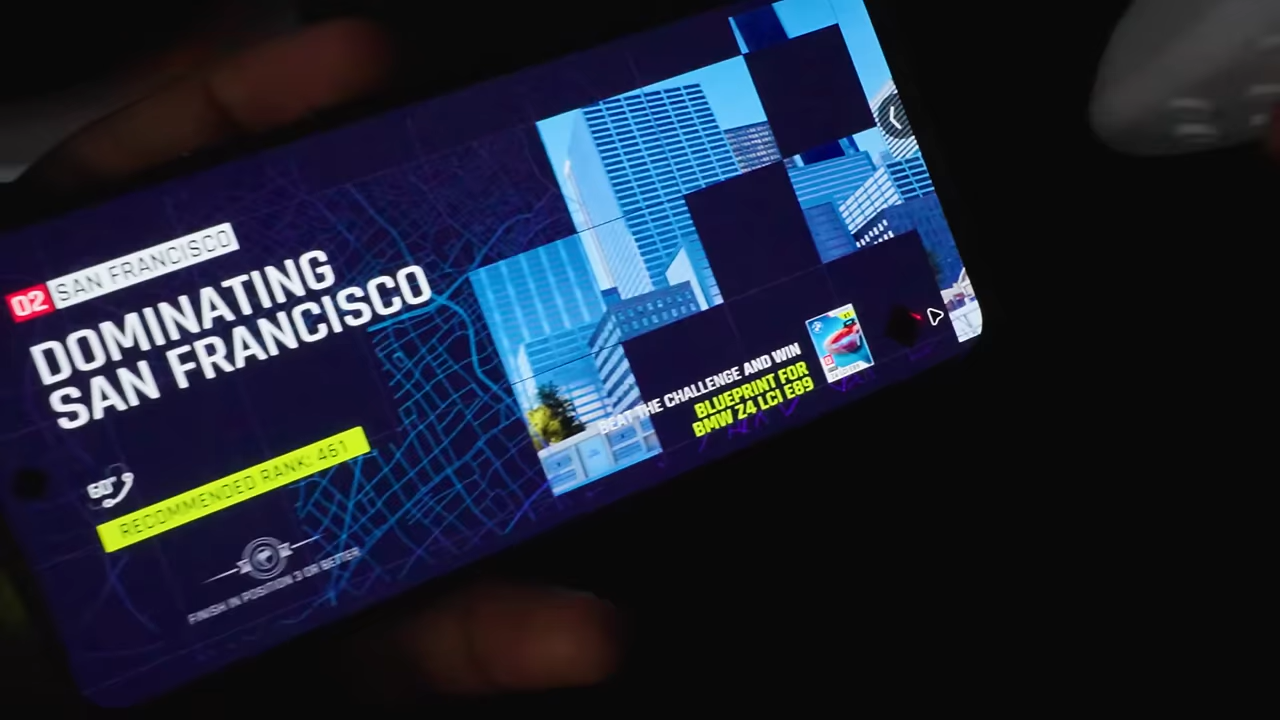 02 SAN FRANCISCO
DOMINATING
SAN FRANCISCO
60°
RECOMMENDED RANK: 461
FINISH IN POSITION 3 OR BETTER
BEAT THE CHALLENGE AND WIN
BLUEPRINT FOR
BMW Z4 LCI E89